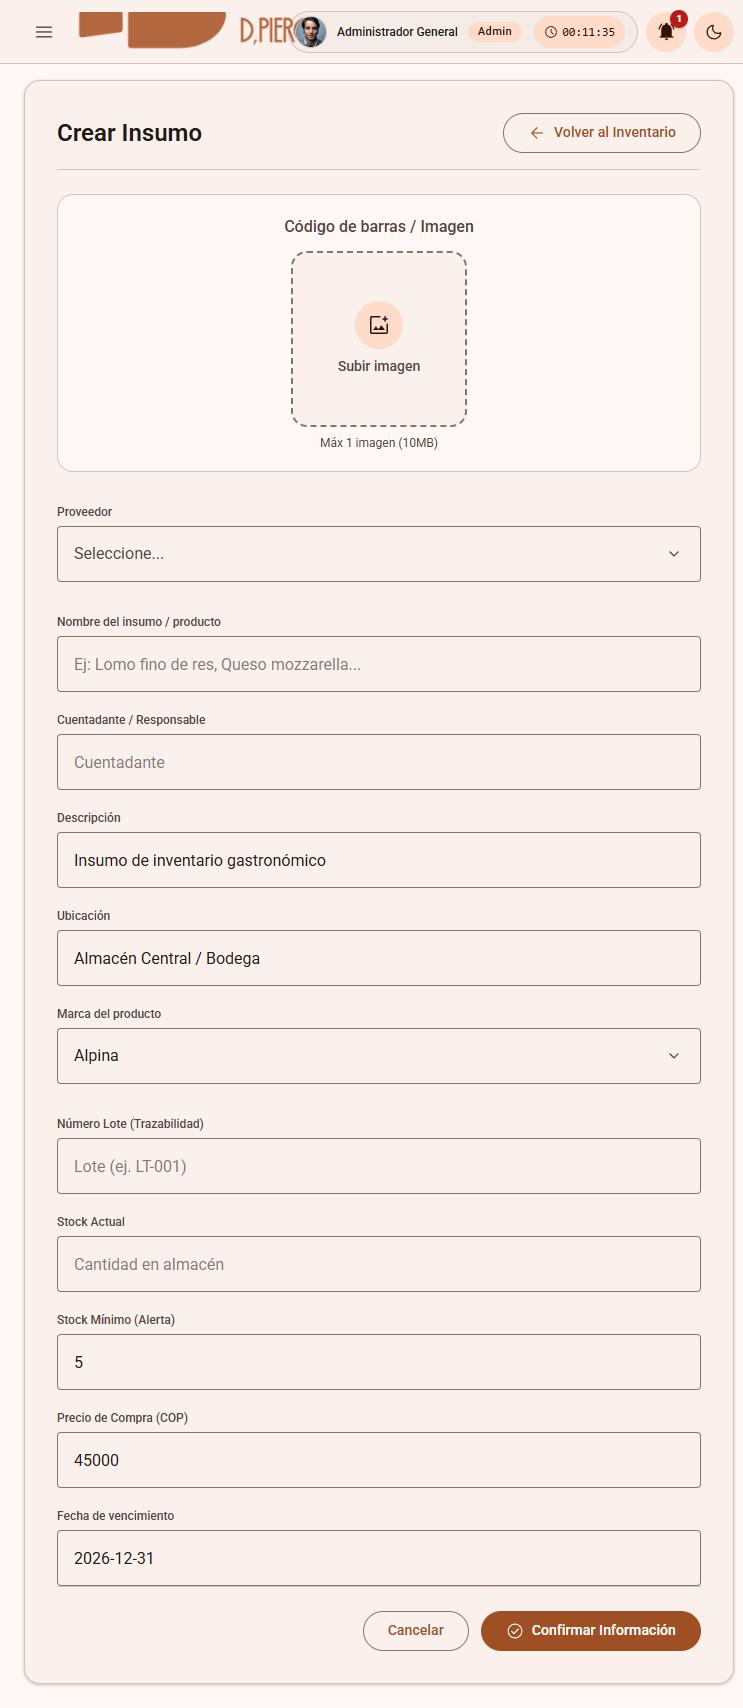 D,PIER
Administrador General
Admin
00:11:35
1
Crear Insumo
Volver al Inventario
Código de barras / Imagen
Subir imagen
Máx 1 imagen (10MB)
Proveedor
Seleccione...
Nombre del insumo / producto
Ej: Lomo fino de res, Queso mozzarella...
Cuentadante / Responsable
Cuentadante
Descripción
Insumo de inventario gastronómico
Ubicación
Almacén Central / Bodega
Marca del producto
Alpina
Número Lote (Trazabilidad)
Lote (ej. LT-001)
Stock Actual
Cantidad en almacén
Stock Mínimo (Alerta)
5
Precio de Compra (COP)
45000
Fecha de vencimiento
2026-12-31
Cancelar
Confirmar Información